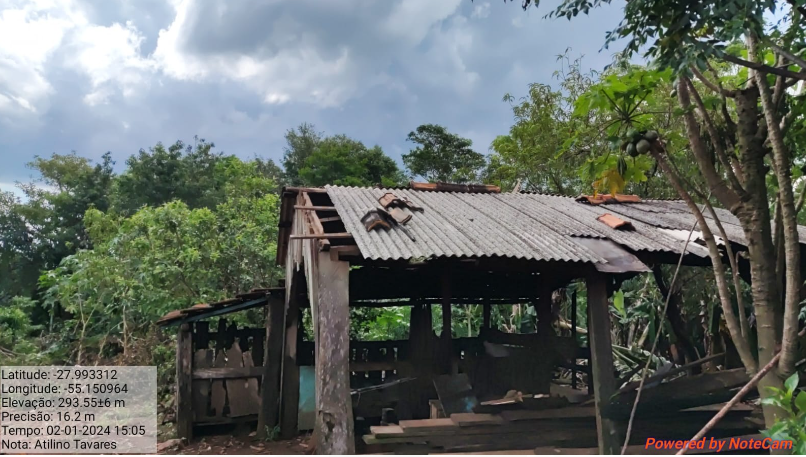 Latitude: -27.993312
Longitude: -55.150964
Elevação: 293.55±6 m
Precisão: 16.2 m
Tempo: 02-01-2024 15:05
Nota: Atilino Tavares
Powered by NoteCam